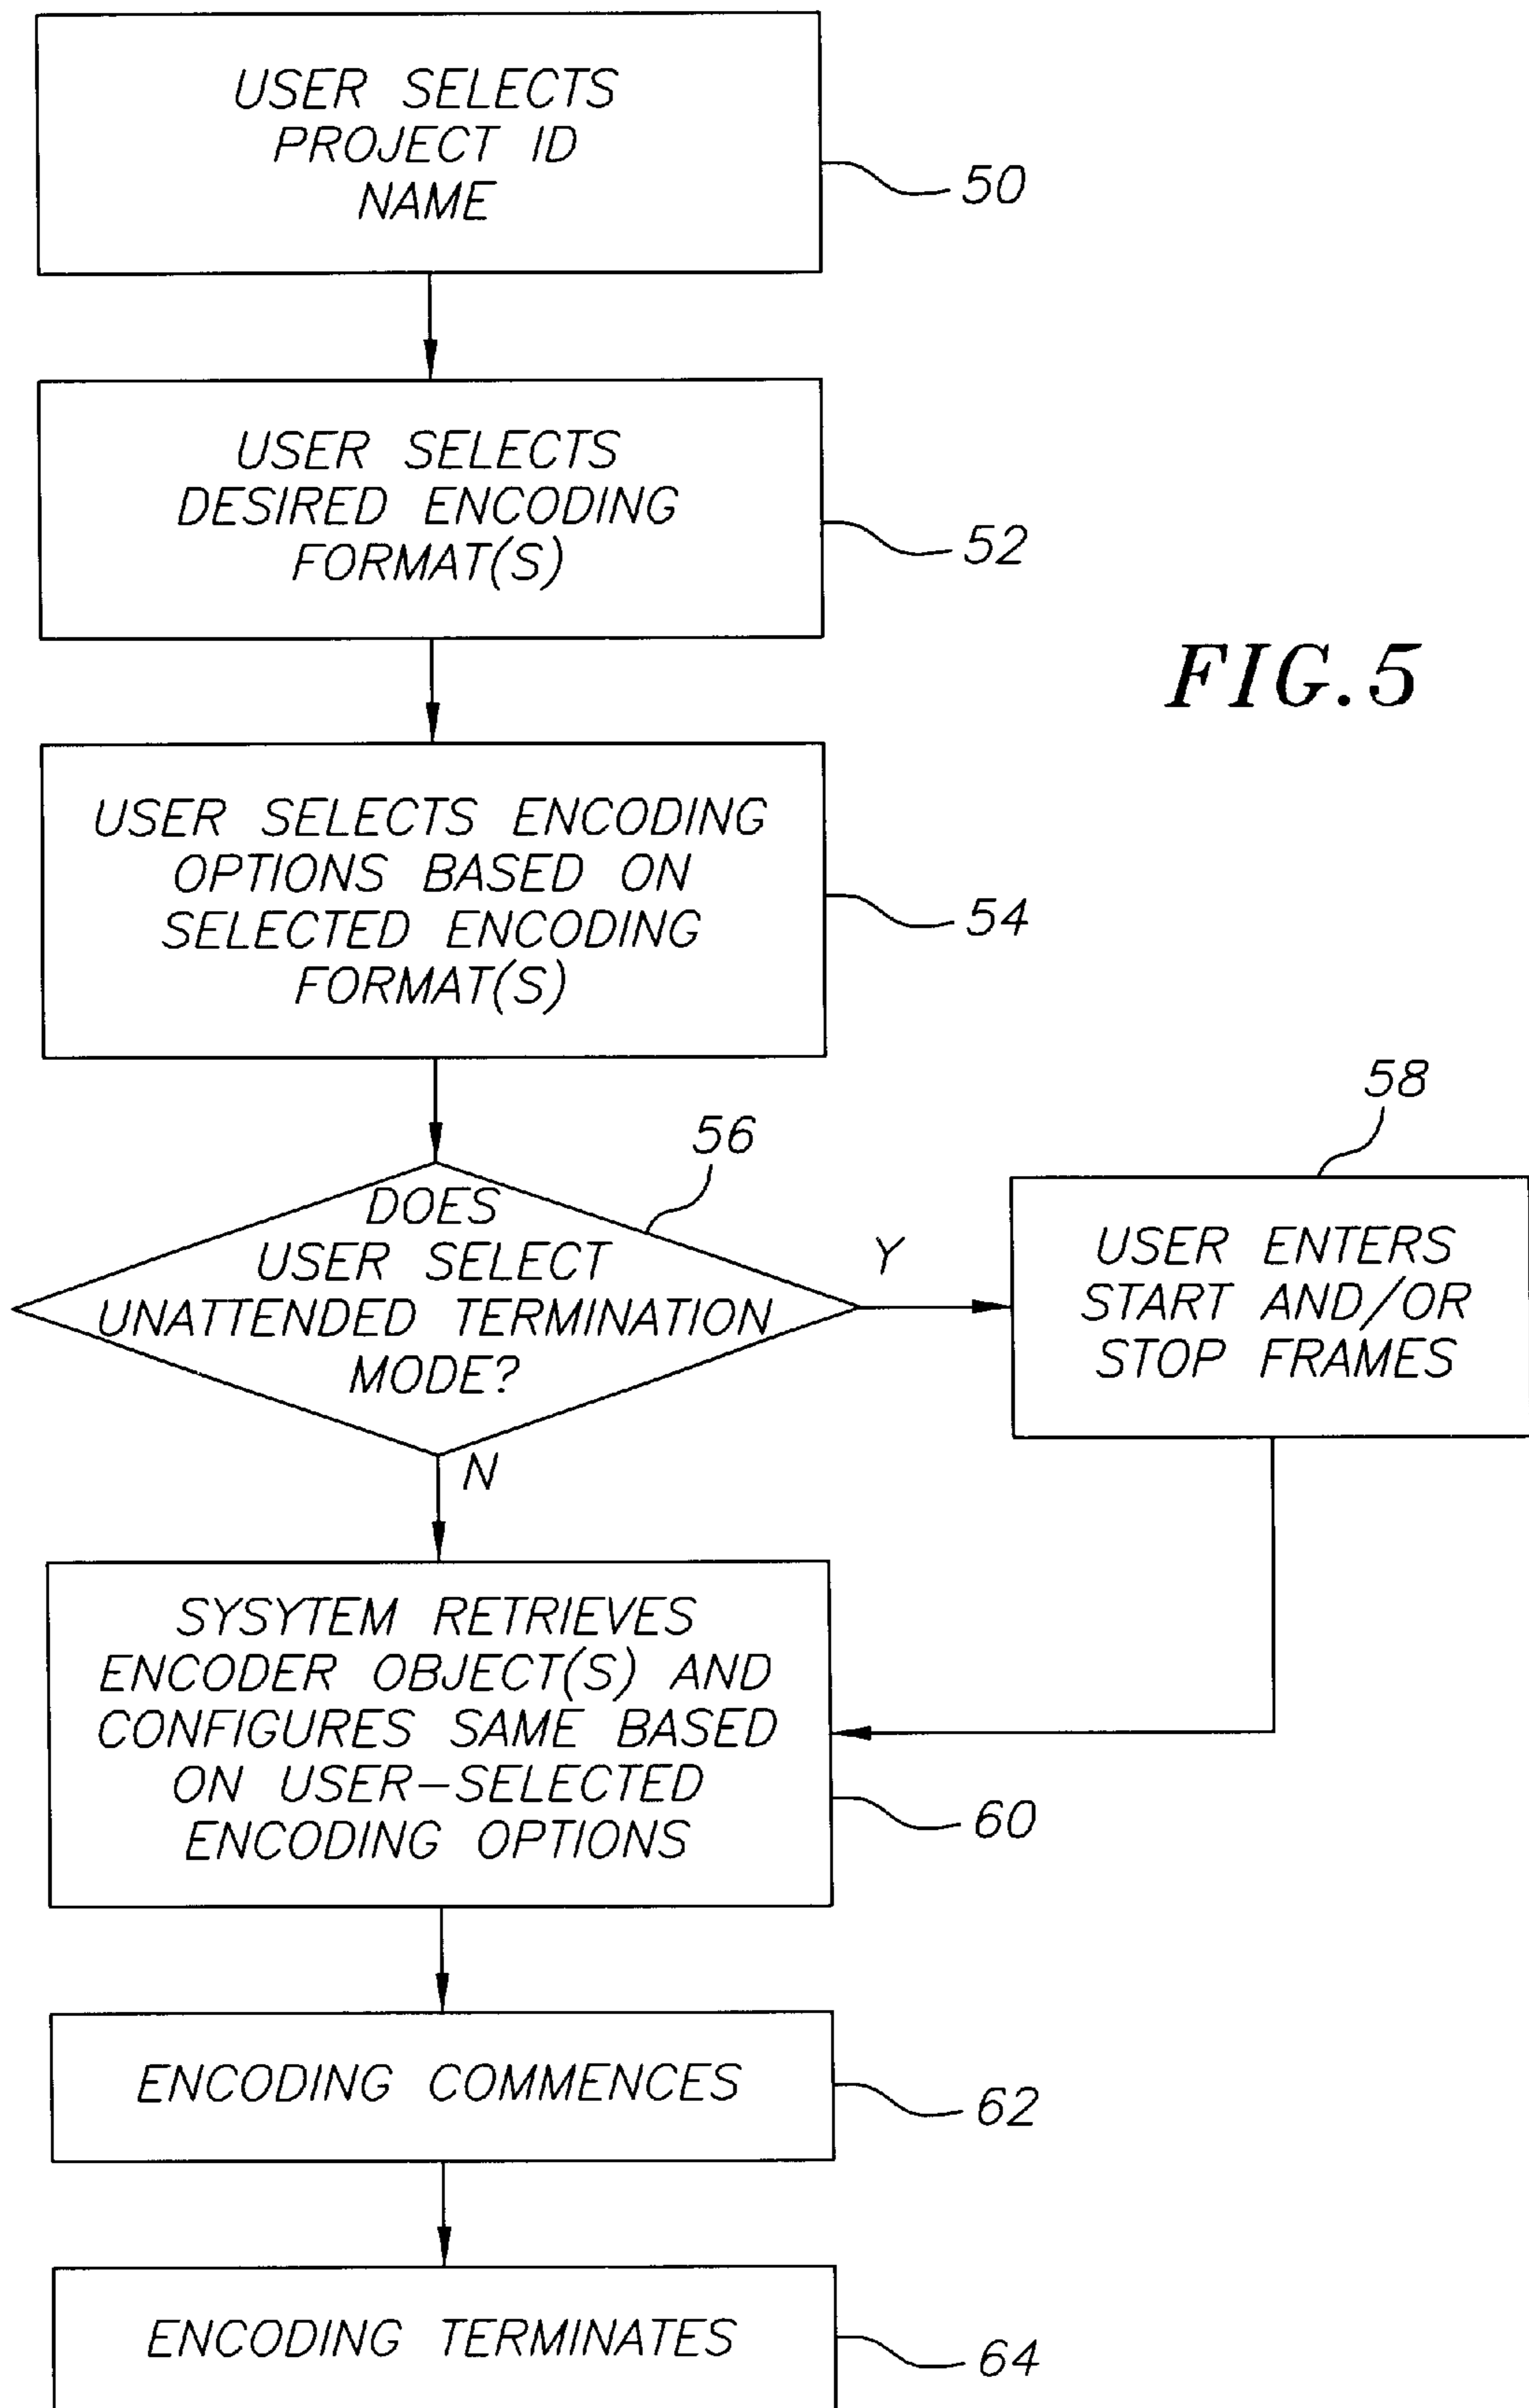 USER SELECTS
PROJECT ID
NAME
50
USER SELECTS
DESIRED ENCODING
FORMAT(S)
52
FIG. 5
USER SELECTS ENCODING
OPTIONS BASED ON
SELECTED ENCODING
FORMAT(S)
54
56
58
DOES
USER SELECT
UNATTENDED TERMINATION
MODE?
Y
USER ENTERS
START AND/OR
STOP FRAMES
N
SYSYTEM RETRIEVES
ENCODER OBJECT(S) AND
CONFIGURES SAME BASED
ON USER-SELECTED
ENCODING OPTIONS
60
ENCODING COMMENCES
62
ENCODING TERMINATES
64